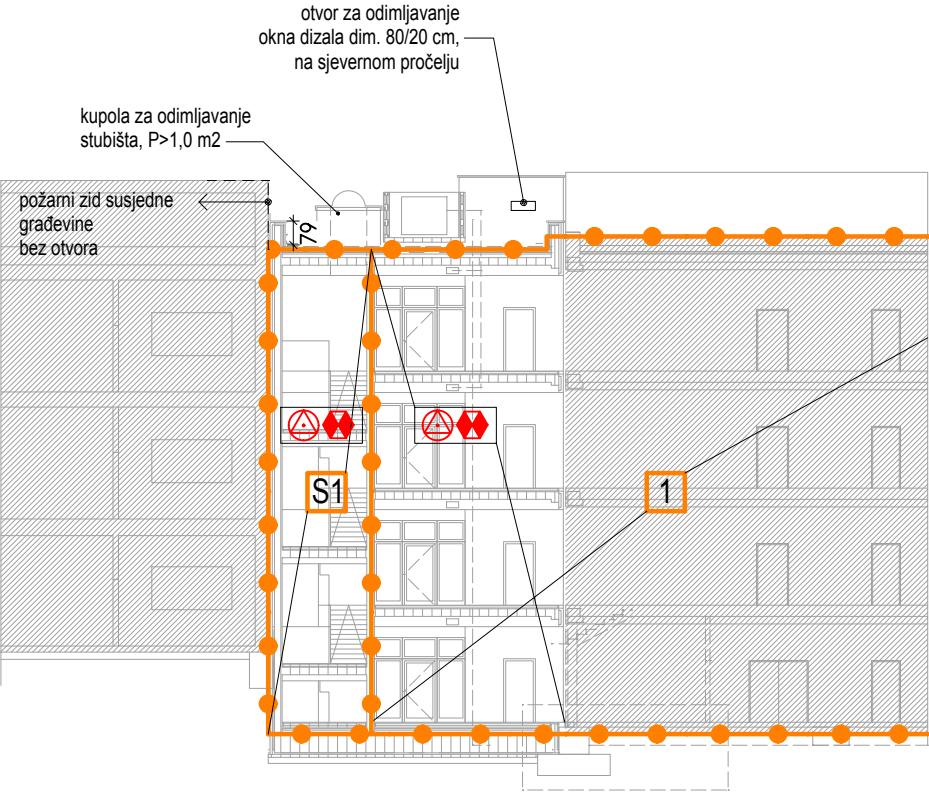 otvor za odimljavanje
okna dizala dim. 80/20 cm,
na sjevernom pročelju
kupola za odimljavanje
stubišta, P>1,0 m2
požarni zid susjedne
građevine
bez otvora
79
S1
1